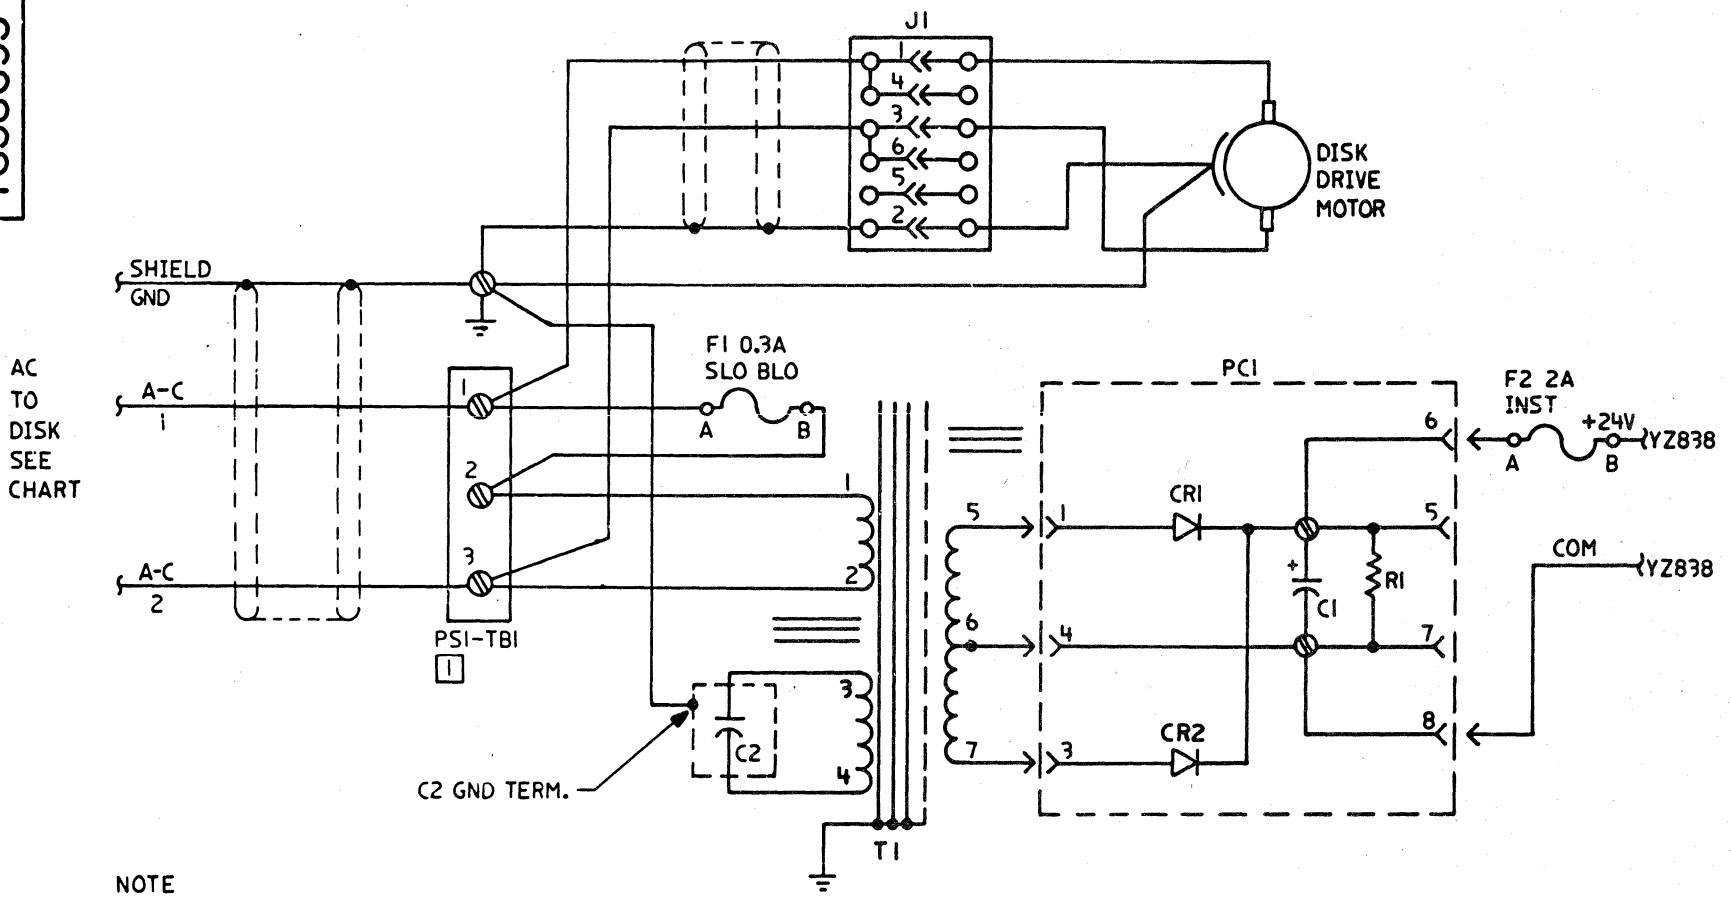 J1
1
4
3
6
5
2
DISK
DRIVE
MOTOR
SHIELD
GND
AC
TO
DISK
SEE
CHART
A-C
1
A-C
2
1
2
3
PS1-TB1
1
F1 0.3A
SLO BLO
A B
1
2
3
4
C2
C2 GND TERM.
T1
5
6
7
PC1
1
4
3
CR1
CR2
+
C1
R1
6
5
7
8
F2 2A
INST
+24V
A B
YZ838
COM
YZ838
NOTE